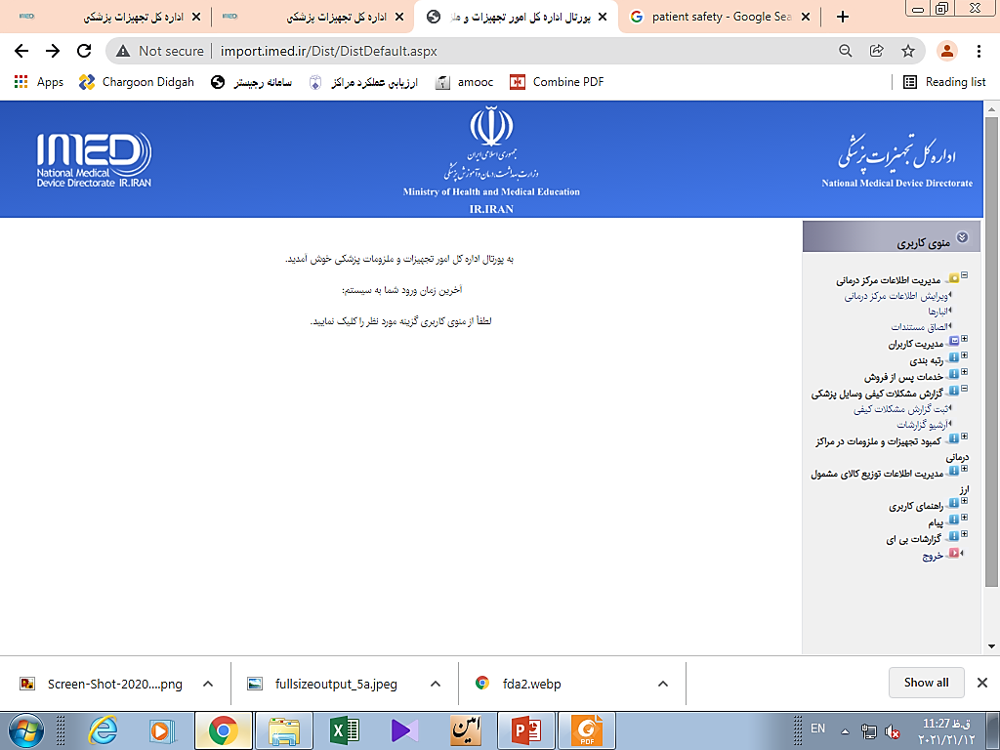 اداره کل تجهیزات پزشکی
اداره کل تجهیزات پزشکی
پورتال اداره کل امور تجهیزات و ملز
patient safety - Google Sea
Not secure | import.imed.ir/Dist/DistDefault.aspx
Apps
Chargoon Didgah
سامانه رجیستر
ارزیابی عملکرد مراکز
amooc
Combine PDF
Reading list
IMED
National Medical
Device Directorate IR.IRAN
جمهوری اسلامی ایران
وزارت بهداشت، درمان و آموزش پزشکی
Ministry of Health and Medical Education
IR.IRAN
اداره کل تجهیزات پزشکی
National Medical Device Directorate
به پورتال اداره کل امور تجهیزات و ملزومات پزشکی خوش آمدید.
آخرین زمان ورود شما به سیستم:
لطفاً از منوی کاربری گزینه مورد نظر را کلیک نمایید.
منوی کاربری
مدیریت اطلاعات مرکز درمانی
ویرایش اطلاعات مرکز درمانی
انبارها
الصاق مستندات
مدیریت کاربران
رتبه بندی
خدمات پس از فروش
گزارش مشکلات کیفی وسایل پزشکی
ثبت گزارش مشکلات کیفی
آرشیو گزارشات
کمبود تجهیزات و ملزومات در مراکز
درمانی
مدیریت اطلاعات توزیع کالای مشمول
ارز
راهنمای کاربری
پیام
گزارشات بی ای
خروج
Screen-Shot-2020....png
fullsizeoutput_5a.jpeg
fda2.webp
Show all
امین
PDF
EN
11:27 ق.ظ
۲۰۲۱/۲۱/۱۲